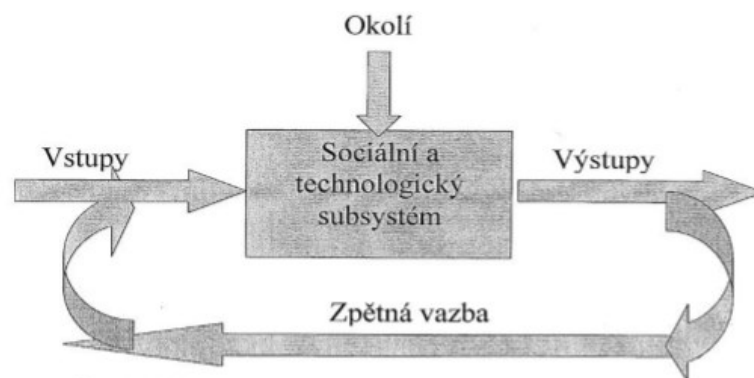 Okolí
Vstupy
Sociální a
technologický
subsystém
Výstupy
Zpětná vazba